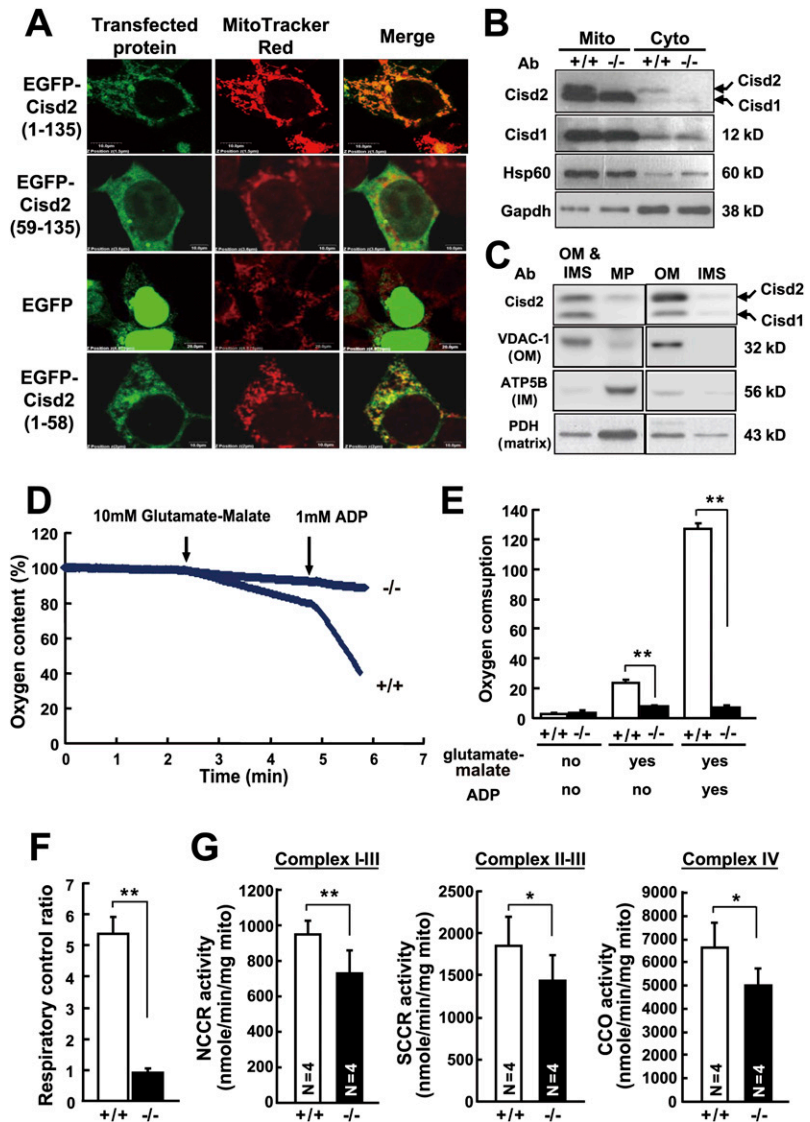 A
Transfected protein
MitoTracker Red
Merge
EGFP-Cisd2 (1-135)
EGFP-Cisd2 (59-135)
EGFP
EGFP-Cisd2 (1-58)
B
Mito Cyto
Ab +/+ -/- +/+ -/-
Cisd2
Cisd2
Cisd1
Cisd1 12 kD
Hsp60 60 kD
Gapdh 38 kD
C
Ab OM & IMS MP OM IMS
Cisd2
Cisd2
Cisd1
VDAC-1 (OM) 32 kD
ATP5B (IM) 56 kD
PDH (matrix) 43 kD
D
10mM Glutamate-Malate 1mM ADP
Oxygen content (%)
120
100
80
60
40
20
0
-/-
+/+
0 1 2 3 4 5 6 7
Time (min)
E
Oxygen comsuption
140
120
100
80
60
40
20
0
**
**
+/+ -/- +/+ -/- +/+ -/-
glutamate-malate no yes yes
ADP no no yes
F
Respiratory control ratio
7
6
5
4
3
2
1
0
**
+/+ -/-
G
Complex I-III
NCCR activity
(nmole/min/mg mito)
1200
1000
800
600
400
200
0
**
N=4 N=4
+/+ -/-
Complex II-III
SCCR activity
(nmole/min/mg mito)
2500
2000
1500
1000
500
0
*
N=4 N=4
+/+ -/-
Complex IV
CCO activity
(nmole/min/mg mito)
9000
8000
7000
6000
5000
4000
3000
2000
1000
0
*
N=4 N=4
+/+ -/-